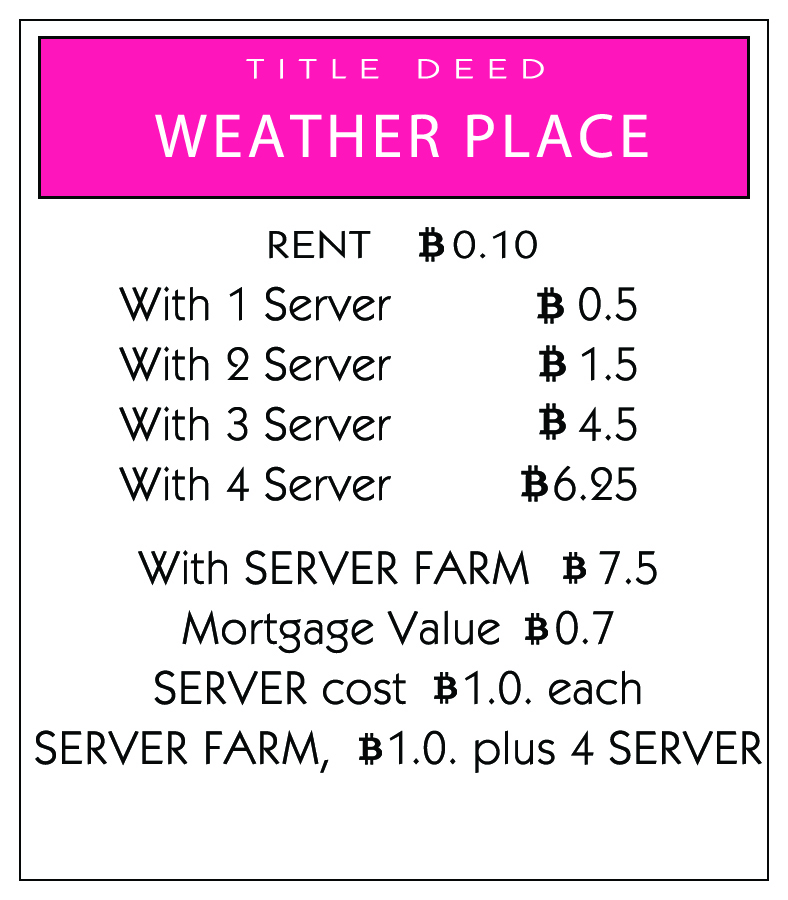 TITLE DEED
WEATHER PLACE
RENT ₿0.10
With 1 Server ₿ 0.5
With 2 Server ₿ 1.5
With 3 Server ₿ 4.5
With 4 Server ₿6.25
With SERVER FARM ₿ 7.5
Mortgage Value ₿0.7
SERVER cost ₿1.0. each
SERVER FARM, ₿1.0. plus 4 SERVER